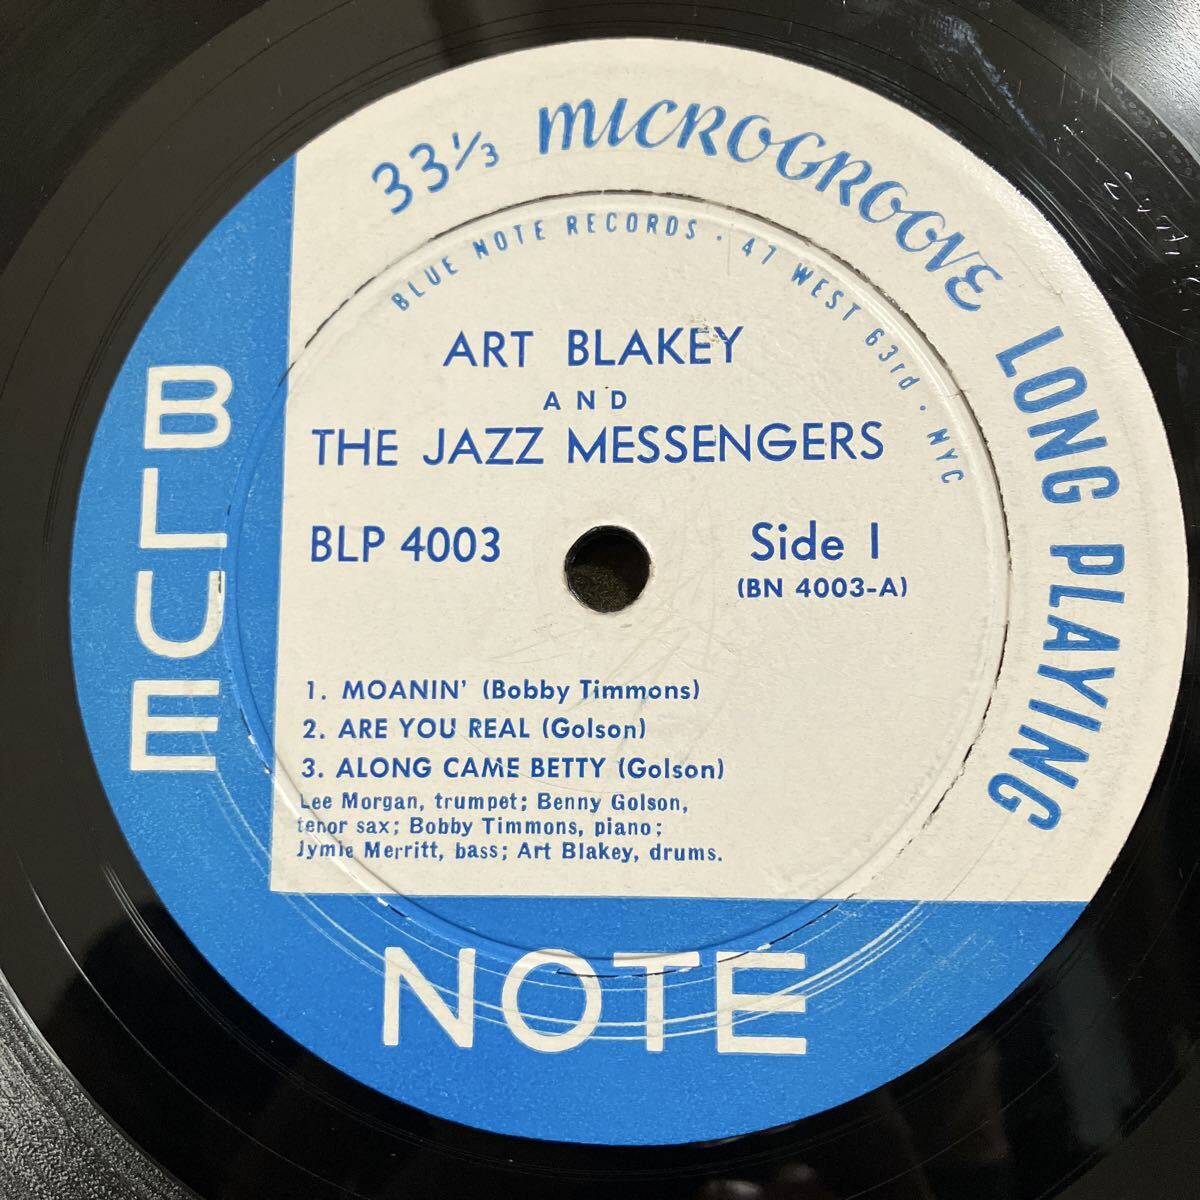 33⅓ MICROGROOVE LONG PLAYING
BLUE NOTE RECORDS · 47 WEST 63rd · NYC
ART BLAKEY
AND
THE JAZZ MESSENGERS
BLP 4003
Side 1
(BN 4003-A)
1. MOANIN' (Bobby Timmons)
2. ARE YOU REAL (Golson)
3. ALONG CAME BETTY (Golson)
Lee Morgan, trumpet; Benny Golson,
tenor sax; Bobby Timmons, piano;
Jymie Merritt, bass; Art Blakey, drums.
BLUE
NOTE